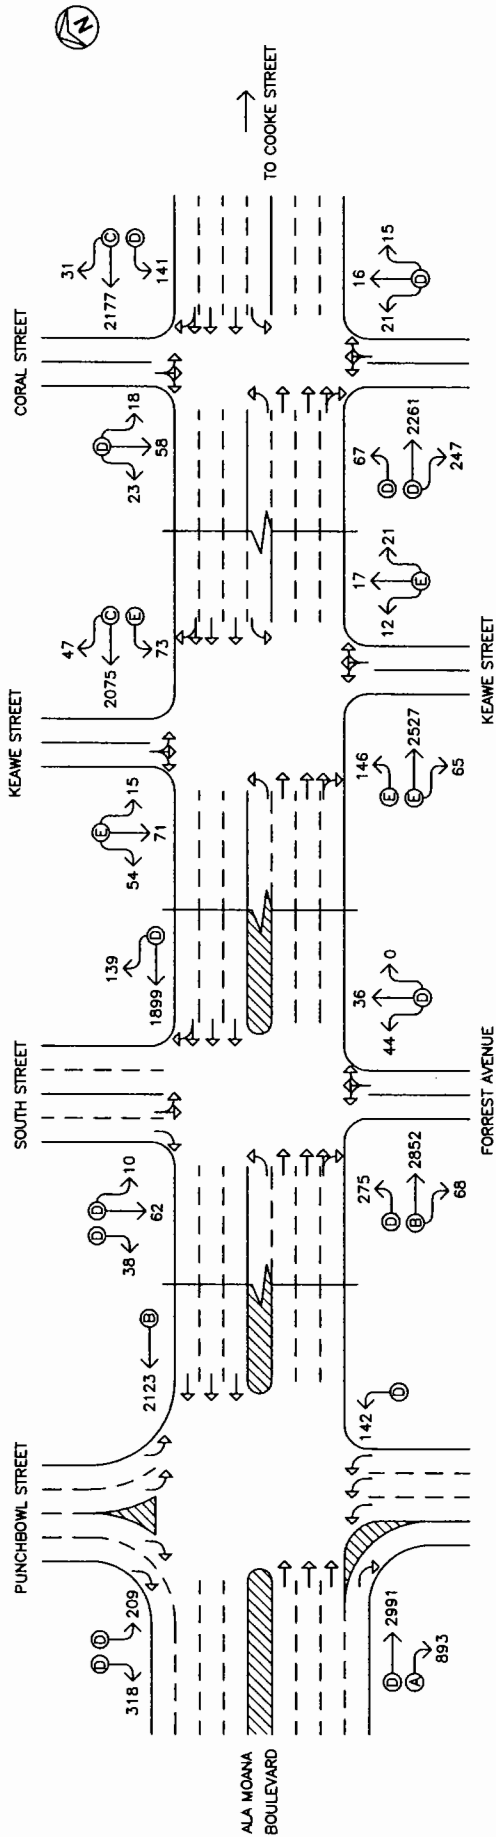 N
TO COOKE STREET
CORAL STREET
31
2177
C
D
141
16
15
21
D
18
D
58
23
67
2261
D
D
247
17
21
12
E
47
2075
C
E
73
KEAWE STREET
KEAWE STREET
15
E
71
54
146
2527
E
E
65
139
1899
D
36
0
44
D
SOUTH STREET
FORREST AVENUE
10
D
D
62
38
275
2852
D
B
68
2123
B
142
D
PUNCHBOWL STREET
209
D
D
318
2991
D
A
893
ALA MOANA
BOULEVARD